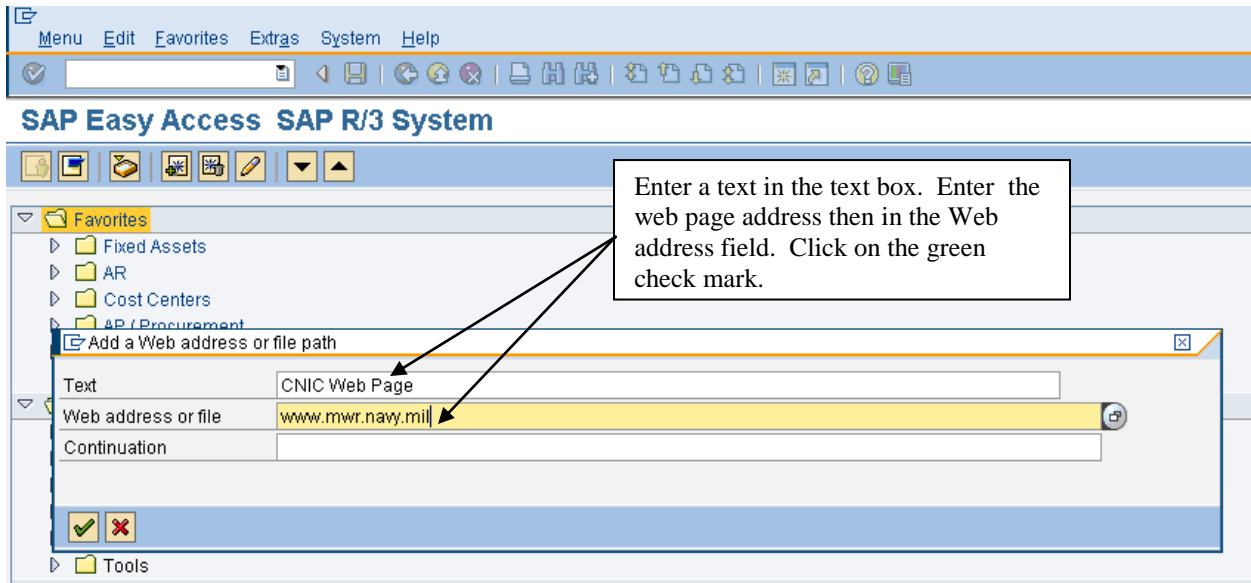 Menu Edit Favorites Extras System Help
SAP Easy Access SAP R/3 System
Enter a text in the text box. Enter the
web page address then in the Web
address field. Click on the green
check mark.
Favorites
Fixed Assets
AR
Cost Centers
AP / Procurement
Add a Web address or file path
Text CNIC Web Page
Web address or file www.mwr.navy.mil
Continuation
Tools